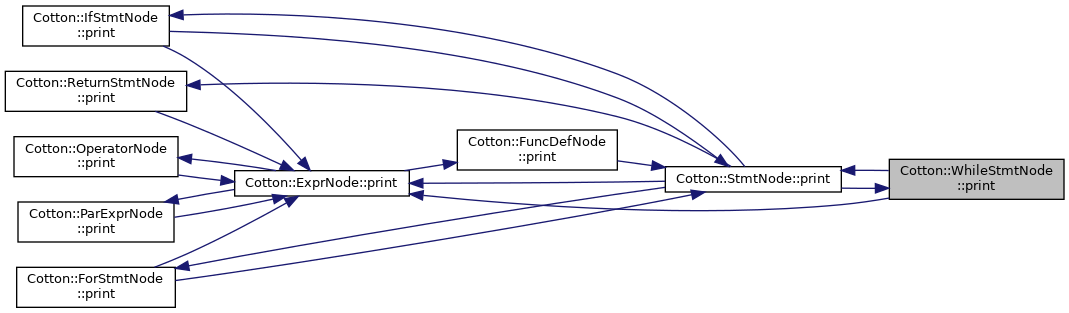 Cotton::IfStmtNode
::print
Cotton::ReturnStmtNode
::print
Cotton::OperatorNode
::print
Cotton::ParExprNode
::print
Cotton::ForStmtNode
::print
Cotton::ExprNode::print
Cotton::FuncDefNode
::print
Cotton::StmtNode::print
Cotton::WhileStmtNode
::print